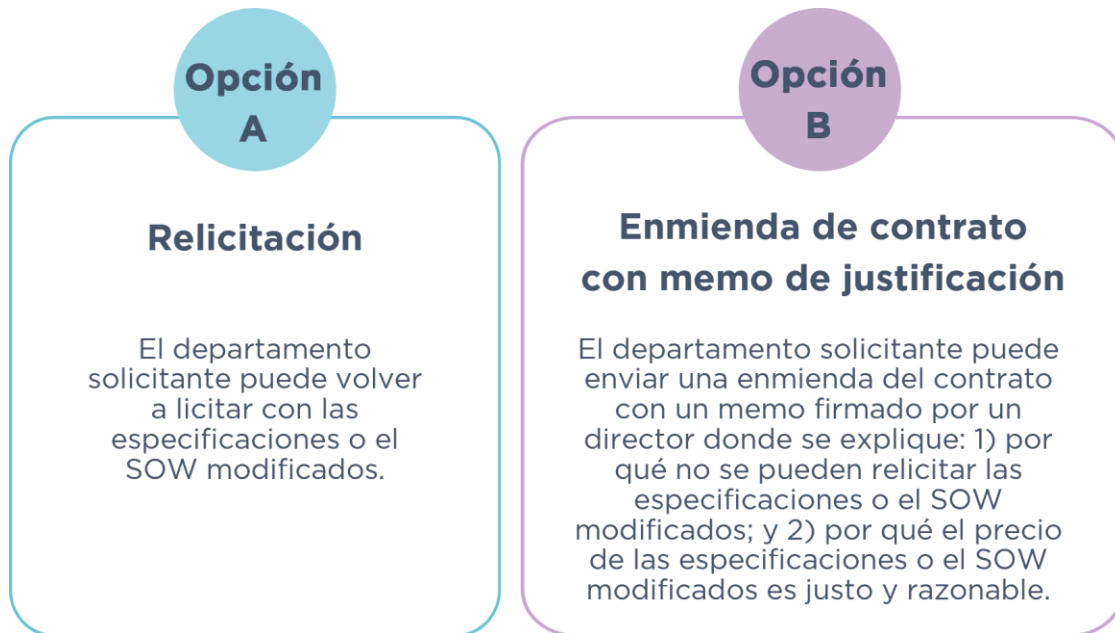 Opción
A
Relicitación
El departamento
solicitante puede volver
a licitar con las
especificaciones o el
SOW modificados.
Opción
B
Enmienda de contrato
con memo de justificación
El departamento solicitante puede
enviar una enmienda del contrato
con un memo firmado por un
director donde se explique: 1) por
qué no se pueden relicitar las
especificaciones o el SOW
modificados; y 2) por qué el precio
de las especificaciones o el SOW
modificados es justo y razonable.